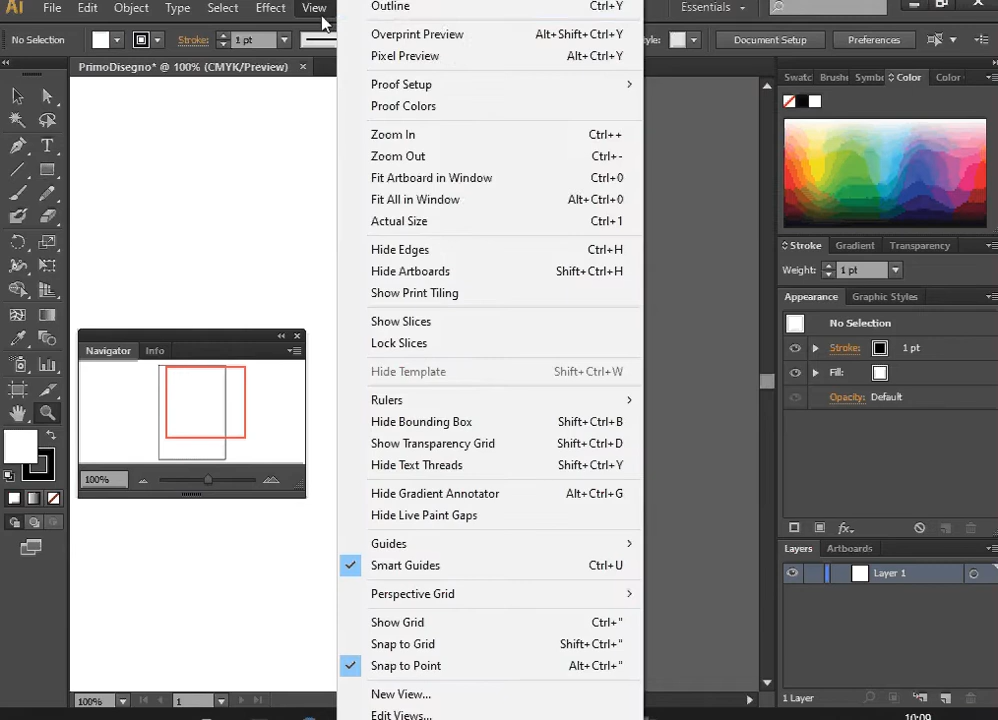 Ai File Edit Object Type Select Effect View Essentials
No Selection Stroke: 1 pt Style: Document Setup Preferences
PrimoDisegno* @ 100% (CMYK/Preview)
Outline Ctrl+Y
Overprint Preview Alt+Shift+Ctrl+Y
Pixel Preview Alt+Ctrl+Y
Proof Setup
Proof Colors
Zoom In Ctrl++
Zoom Out Ctrl+-
Fit Artboard in Window Ctrl+0
Fit All in Window Alt+Ctrl+0
Actual Size Ctrl+1
Hide Edges Ctrl+H
Hide Artboards Shift+Ctrl+H
Show Print Tiling
Show Slices
Lock Slices
Hide Template Shift+Ctrl+W
Rulers
Hide Bounding Box Shift+Ctrl+B
Show Transparency Grid Shift+Ctrl+D
Hide Text Threads Shift+Ctrl+Y
Hide Gradient Annotator Alt+Ctrl+G
Hide Live Paint Gaps
Guides
Smart Guides Ctrl+U
Perspective Grid
Show Grid Ctrl+"
Snap to Grid Shift+Ctrl+"
Snap to Point Alt+Ctrl+"
New View...
Edit Views...
Navigator Info
100%
100% 1
Swatc Brushe Symbo Color Color
Stroke Gradient Transparency
Weight: 1 pt
Appearance Graphic Styles
No Selection
Stroke: 1 pt
Fill:
Opacity: Default
Layers Artboards
Layer 1
1 Layer
10:09